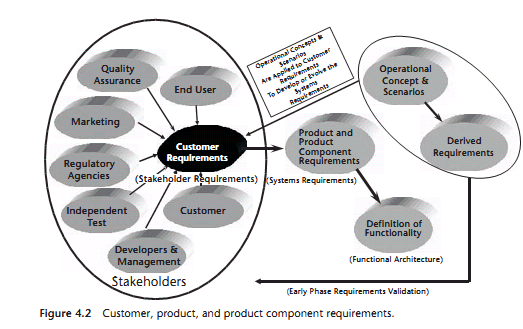 Quality
Assurance
End User
Marketing
Customer
Requirements
Regulatory
Agencies
(Stakeholder Requirements)
Independent
Test
Customer
Developers &
Management
Stakeholders
Operational Concepts &
Scenarios
Are Applied to Customer
Requirements
To Develop or Evolve the
Systems
Requirements
Product and
Product
Component
Requirements
(Systems Requirements)
Operational
Concept &
Scenarios
Derived
Requirements
Definition of
Functionality
(Functional Architecture)
(Early Phase Requirements Validation)
Figure 4.2 Customer, product, and product component requirements.